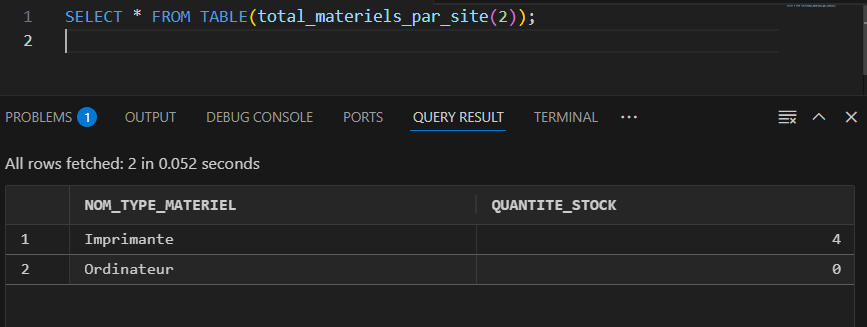 1 SELECT * FROM TABLE(total_materiels_par_site(2));
2
PROBLEMS 1 OUTPUT DEBUG CONSOLE PORTS QUERY RESULT TERMINAL ...
All rows fetched: 2 in 0.052 seconds
NOM_TYPE_MATERIEL QUANTITE_STOCK
1 Imprimante 4
2 Ordinateur 0